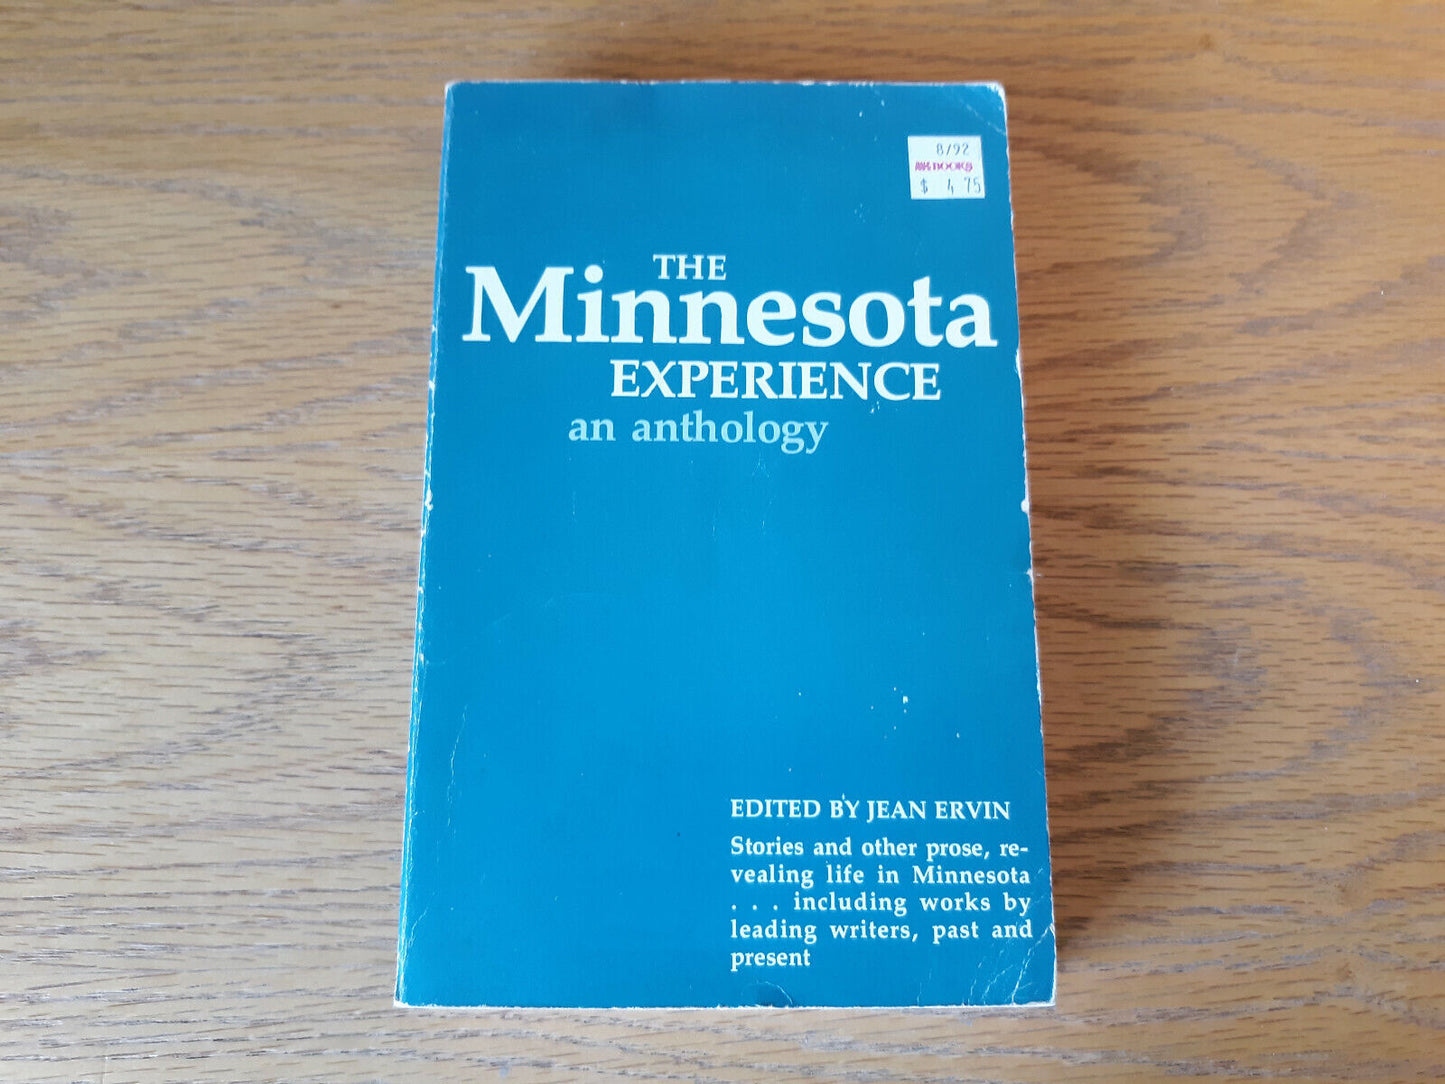 8/92
BOOKS
$ 4 75
THE
Minnesota
EXPERIENCE
an anthology
EDITED BY JEAN ERVIN
Stories and other prose, re-
vealing life in Minnesota
. . . including works by
leading writers, past and
present